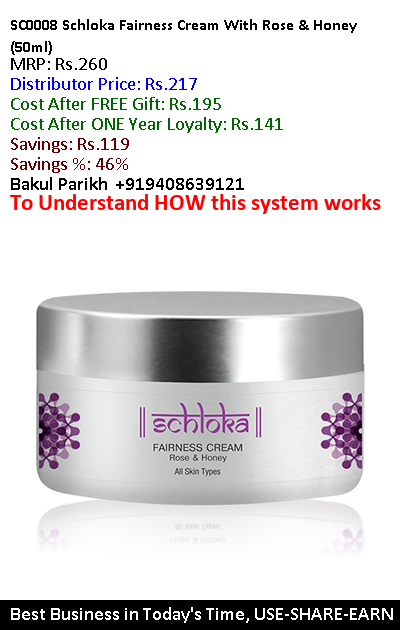 SC0008 Schloka Fairness Cream With Rose & Honey
(50ml)
MRP: Rs.260
Distributor Price: Rs.217
Cost After FREE Gift: Rs.195
Cost After ONE Year Loyalty: Rs.141
Savings: Rs.119
Savings %: 46%
Bakul Parikh +919408639121
To Understand HOW this system works
schloka
FAIRNESS CREAM
Rose & Honey
All Skin Types
Best Business in Today's Time, USE-SHARE-EARN